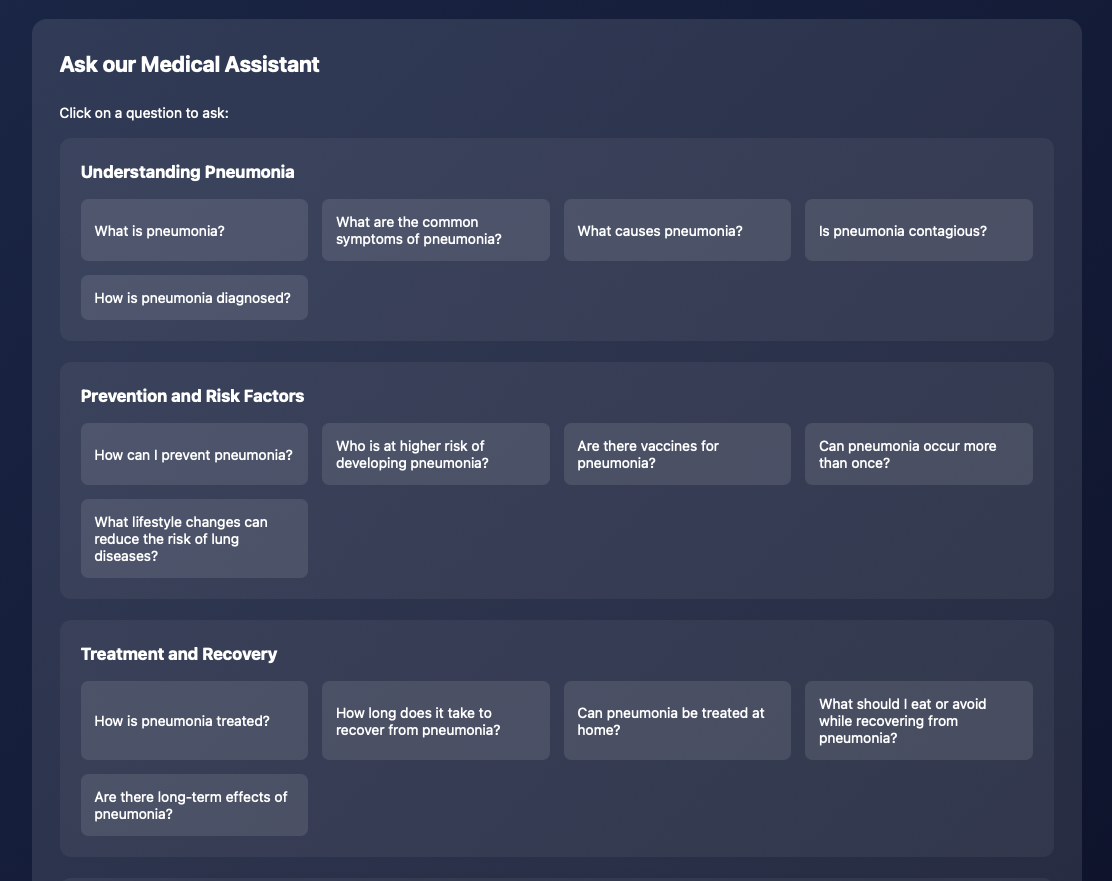 Ask our Medical Assistant
Click on a question to ask:
Understanding Pneumonia
What is pneumonia?
What are the common
symptoms of pneumonia?
What causes pneumonia?
Is pneumonia contagious?
How is pneumonia diagnosed?
Prevention and Risk Factors
How can I prevent pneumonia?
Who is at higher risk of
developing pneumonia?
Are there vaccines for
pneumonia?
Can pneumonia occur more
than once?
What lifestyle changes can
reduce the risk of lung
diseases?
Treatment and Recovery
How is pneumonia treated?
How long does it take to
recover from pneumonia?
Can pneumonia be treated at
home?
What should I eat or avoid
while recovering from
pneumonia?
Are there long-term effects of
pneumonia?